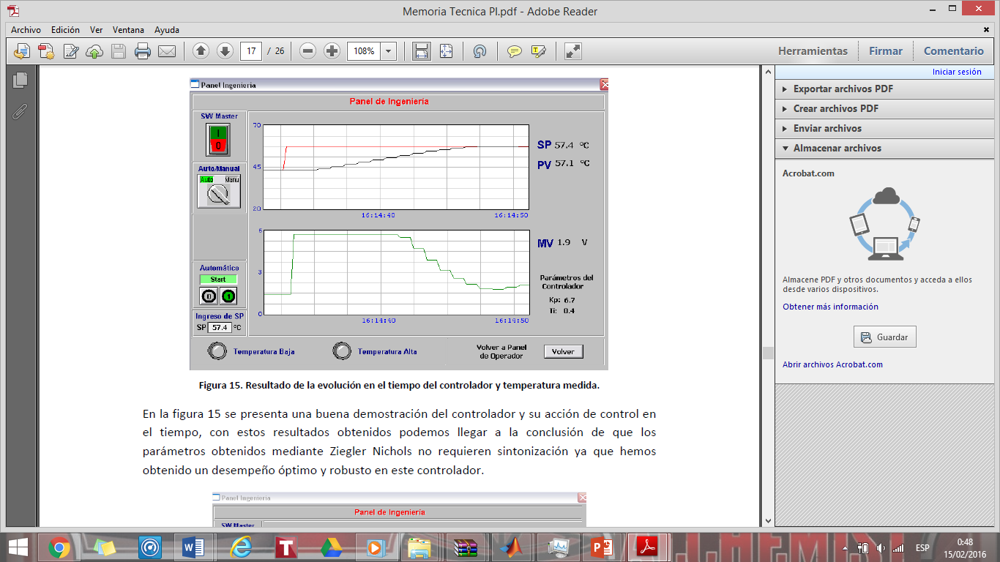 Memoria Tecnica PI.pdf - Adobe Reader
Archivo Edición Ver Ventana Ayuda
17 / 26 108% Herramientas Firmar Comentario
Iniciar sesión
Exportar archivos PDF
Crear archivos PDF
Enviar archivos
Almacenar archivos
Acrobat.com
Almacene PDF y otros documentos y acceda a ellos
desde varios dispositivos.
Obtener más información
Guardar
Abrir archivos Acrobat.com
Panel Ingeniería
Panel de Ingeniería
SW Master
I
0
Auto/Manual
Auto Manu
Automático
Start
0 1
Ingreso de SP
SP 57.4 ºC
70
45
20
16:14:40 16:14:50
SP 57.4 ºC
PV 57.1 ºC
6
3
0
16:14:40 16:14:50
MV 1.9 V
Parámetros del
Controlador
Kp: 6.7
Ti: 0.4
Temperatura Baja
Temperatura Alta
Volver a Panel
de Operador
Volver
Figura 15. Resultado de la evolución en el tiempo del controlador y temperatura medida.
En la figura 15 se presenta una buena demostración del controlador y su acción de control en
el tiempo, con estos resultados obtenidos podemos llegar a la conclusión de que los
parámetros obtenidos mediante Ziegler Nichols no requieren sintonización ya que hemos
obtenido un desempeño óptimo y robusto en este controlador.
Panel Ingeniería
Panel de Ingeniería
SW Master
ESP
0:48
15/02/2016